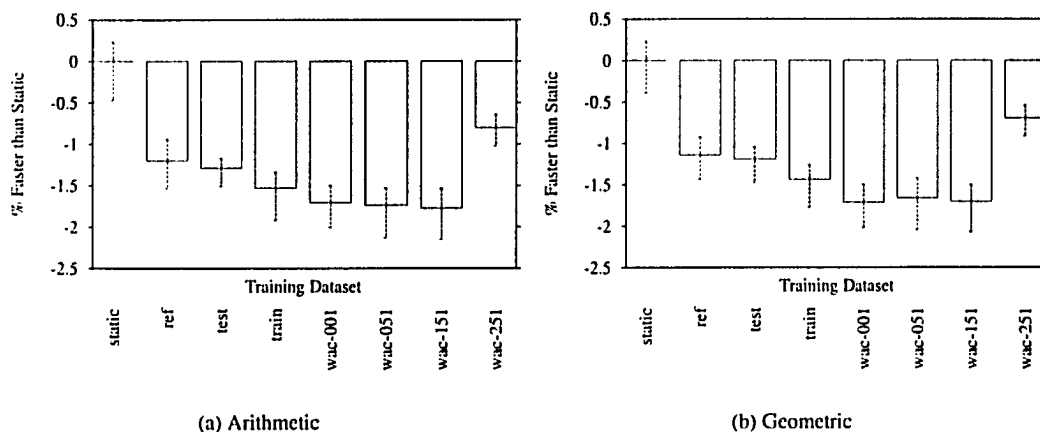 % Faster than Static
0.5
0
-0.5
-1
-1.5
-2
-2.5
Training Dataset
static
ref
test
train
wac-001
wac-051
wac-151
wac-251
(a) Arithmetic
% Faster than Static
0.5
0
-0.5
-1
-1.5
-2
-2.5
Training Dataset
static
ref
test
train
wac-001
wac-051
wac-151
wac-251
(b) Geometric